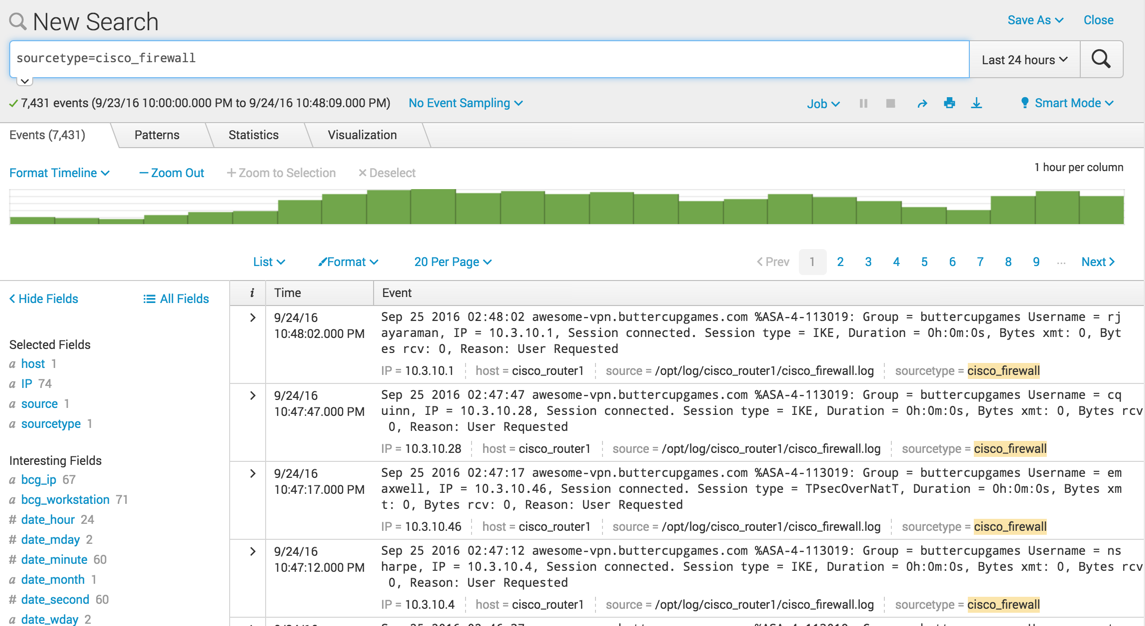 New Search
Save As
Close
sourcetype=cisco_firewall
Last 24 hours
7,431 events (9/23/16 10:00:00.000 PM to 9/24/16 10:48:09.000 PM)
No Event Sampling
Job
Smart Mode
Events (7,431)
Patterns
Statistics
Visualization
Format Timeline
— Zoom Out
+ Zoom to Selection
× Deselect
1 hour per column
List
Format
20 Per Page
< Prev
1
2
3
4
5
6
7
8
9
...
Next >
< Hide Fields
All Fields
i
Time
Event
Selected Fields
a host 1
a IP 74
a source 1
a sourcetype 1
Interesting Fields
a bcg_ip 67
a bcg_workstation 71
# date_hour 24
# date_mday 2
# date_minute 60
a date_month 1
# date_second 60
a date_wday 2
> 9/24/16
10:48:02.000 PM
Sep 25 2016 02:48:02 awesome-vpn.buttercupgames.com %ASA-4-113019: Group = buttercupgames Username = rj
ayaraman, IP = 10.3.10.1, Session connected. Session type = IKE, Duration = 0h:0m:0s, Bytes xmt: 0, Byt
es rcv: 0, Reason: User Requested
IP = 10.3.10.1 host = cisco_router1 source = /opt/log/cisco_router1/cisco_firewall.log sourcetype = cisco_firewall
> 9/24/16
10:47:47.000 PM
Sep 25 2016 02:47:47 awesome-vpn.buttercupgames.com %ASA-4-113019: Group = buttercupgames Username = cq
uinn, IP = 10.3.10.28, Session connected. Session type = IKE, Duration = 0h:0m:0s, Bytes xmt: 0, Bytes rcv:
0, Reason: User Requested
IP = 10.3.10.28 host = cisco_router1 source = /opt/log/cisco_router1/cisco_firewall.log sourcetype = cisco_firewall
> 9/24/16
10:47:17.000 PM
Sep 25 2016 02:47:17 awesome-vpn.buttercupgames.com %ASA-4-113019: Group = buttercupgames Username = em
axwell, IP = 10.3.10.46, Session connected. Session type = TPsecOverNatT, Duration = 0h:0m:0s, Bytes xm
t: 0, Bytes rcv: 0, Reason: User Requested
IP = 10.3.10.46 host = cisco_router1 source = /opt/log/cisco_router1/cisco_firewall.log sourcetype = cisco_firewall
> 9/24/16
10:47:12.000 PM
Sep 25 2016 02:47:12 awesome-vpn.buttercupgames.com %ASA-4-113019: Group = buttercupgames Username = ns
harpe, IP = 10.3.10.4, Session connected. Session type = IKE, Duration = 0h:0m:0s, Bytes xmt: 0, Bytes rcv:
0, Reason: User Requested
IP = 10.3.10.4 host = cisco_router1 source = /opt/log/cisco_router1/cisco_firewall.log sourcetype = cisco_firewall